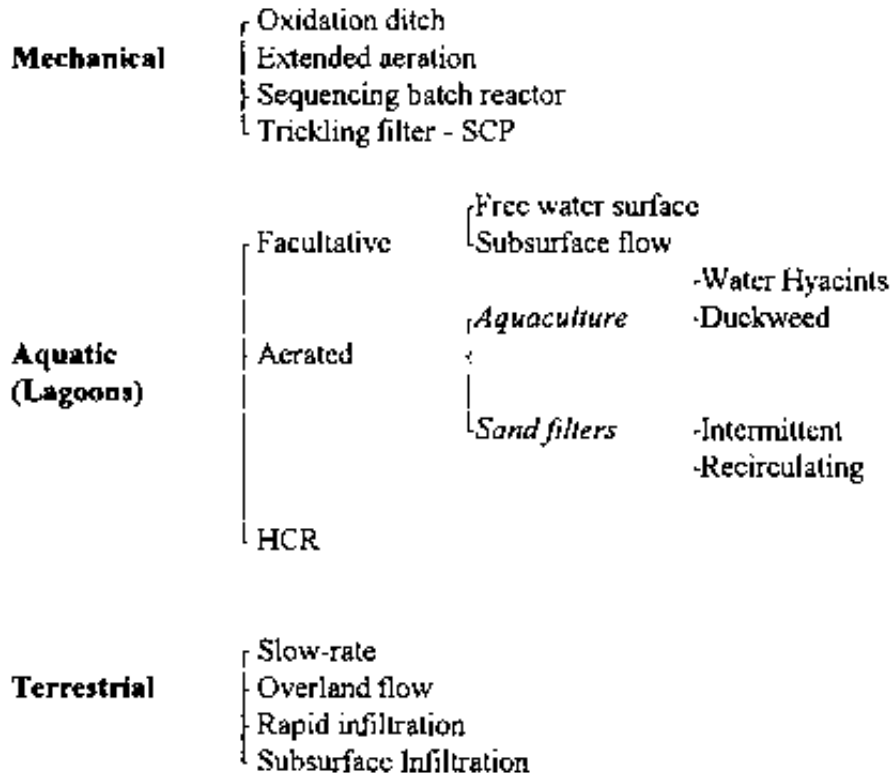 Oxidation ditch
Mechanical Extended aeration
Sequencing batch reactor
Trickling filter - SCP
Free water surface
Facultative Subsurface flow
-Water Hyacints
Aquaculture -Duckweed
Aquatic Aerated
(Lagoons)
Sand filters -Intermittent
-Recirculating
HCR
Slow-rate
Terrestrial Overland flow
Rapid infiltration
Subsurface Infiltration